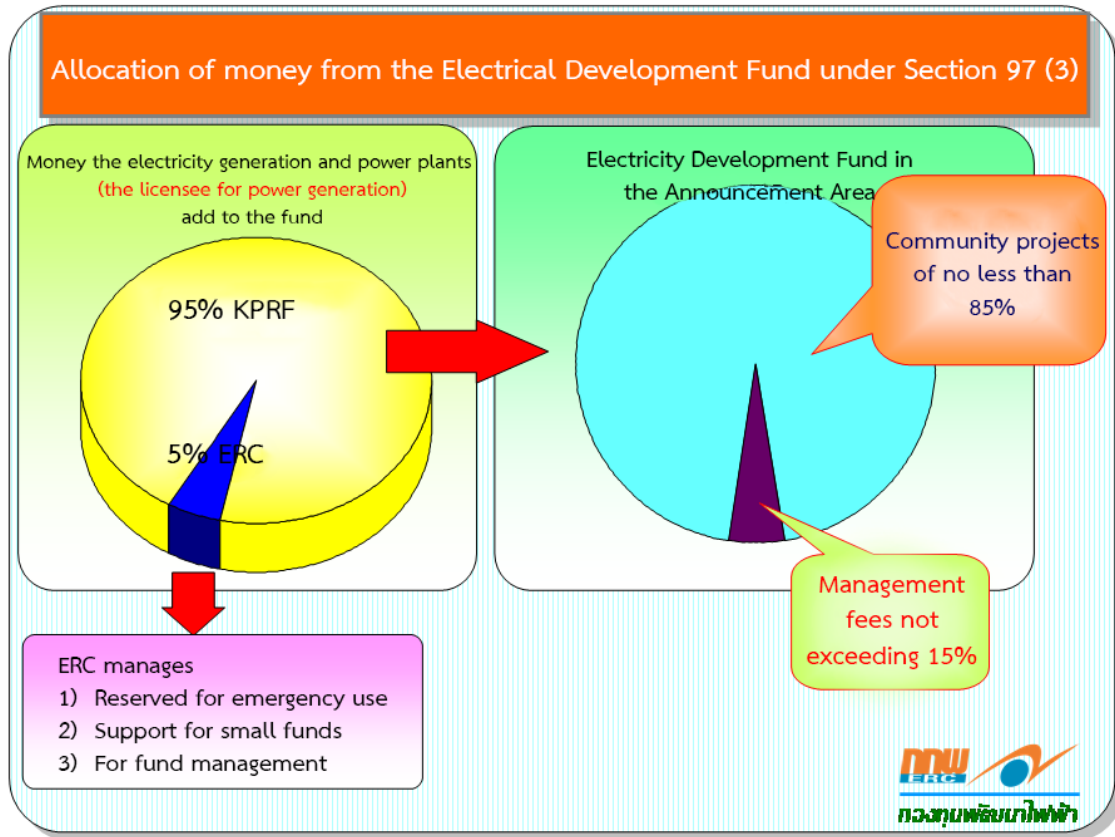 Allocation of money from the Electrical Development Fund under Section 97 (3)
Money the electricity generation and power plants
(the licensee for power generation)
add to the fund
95% KPRF
5% ERC
Electricity Development Fund in
the Announcement Area
Community projects
of no less than
85%
Management
fees not
exceeding 15%
ERC manages
1) Reserved for emergency use
2) Support for small funds
3) For fund management
กกพ
ERC
กองทุนพัฒนาไฟฟ้า